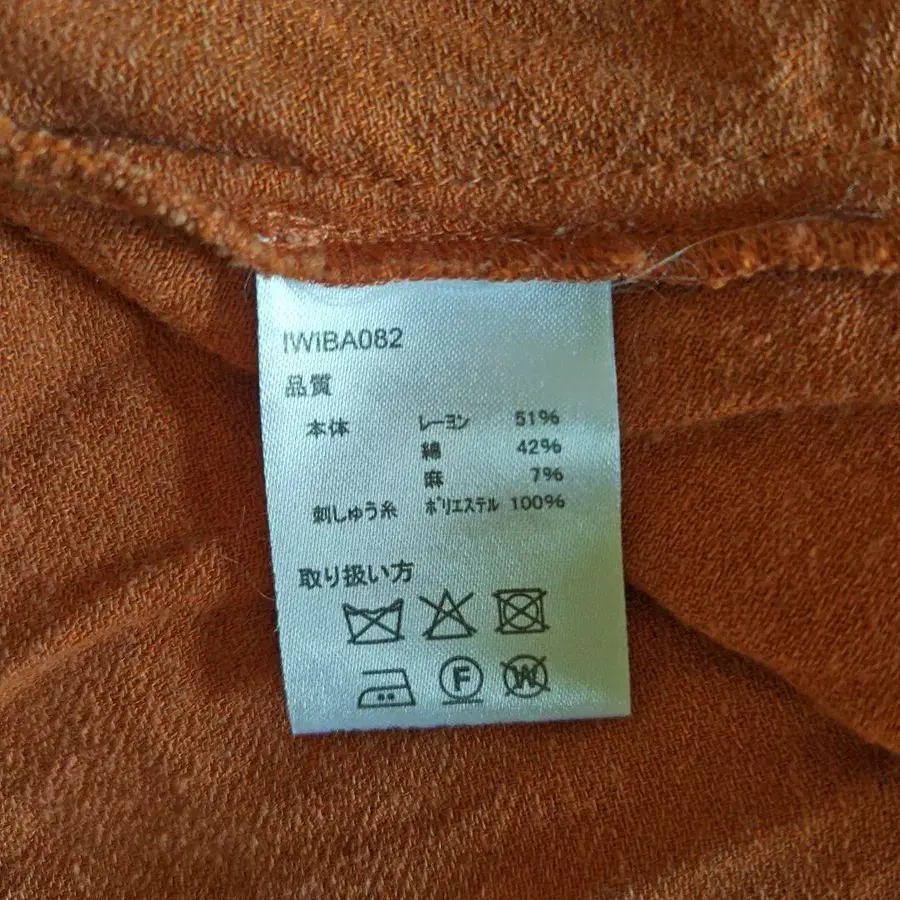 IWIBA082
品質
本体 レーヨン 51%
綿 42%
麻 7%
刺しゅう糸 ポリエステル 100%
取り扱い方
F W